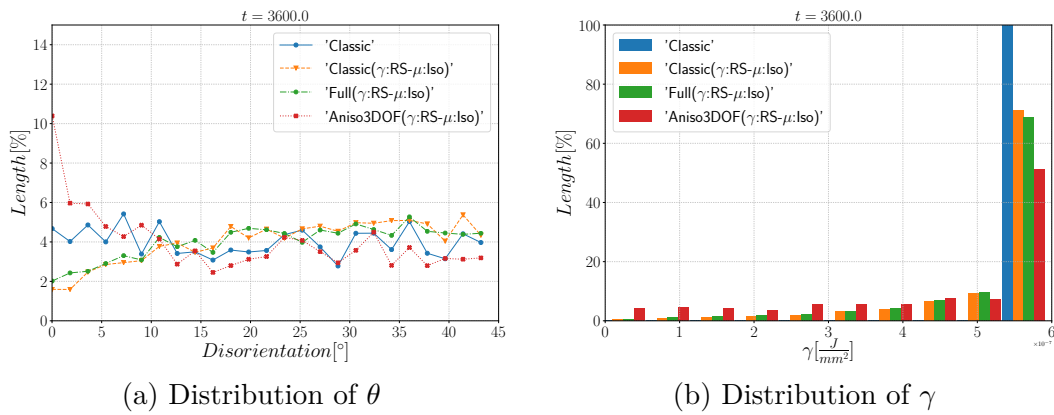 t = 3600.0
14
12
10
8
6
4
2
0
Length[%]
'Classic'
'Classic(γ:RS-μ:Iso)'
'Full(γ:RS-μ:Iso)'
'Aniso3DOF(γ:RS-μ:Iso)'
0 5 10 15 20 25 30 35 40 45
Disorientation[°]
(a) Distribution of θ
t = 3600.0
100
80
60
40
20
0
Length[%]
'Classic'
'Classic(γ:RS-μ:Iso)'
'Full(γ:RS-μ:Iso)'
'Aniso3DOF(γ:RS-μ:Iso)'
0 1 2 3 4 5 6
×10⁻⁷
γ[J/mm²]
(b) Distribution of γ